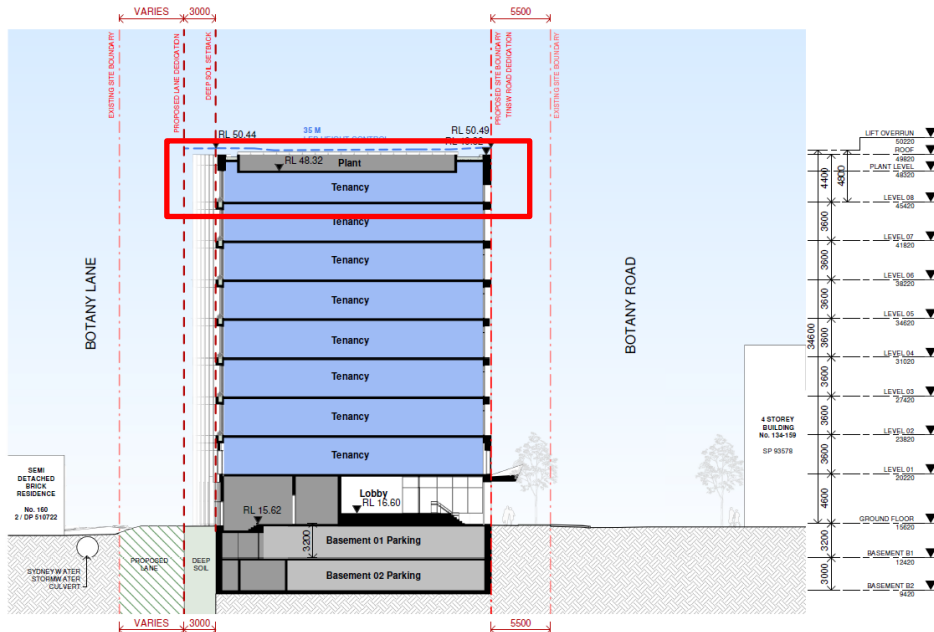 VARIES
3000
5500
EXISTING SITE BOUNDARY
PROPOSED LANE DEDICATION
DEEP SOIL SETBACK
PROPOSED SITE BOUNDARY
TINSW ROAD DEDICATION
EXISTING SITE BOUNDARY
RL 50.44
35 M
LEP HEIGHT CONTROL
RL 50.49
RL 48.32
Plant
Tenancy
Tenancy
Tenancy
Tenancy
Tenancy
Tenancy
Tenancy
Tenancy
Lobby
RL 16.60
RL 15.62
3200
Basement 01 Parking
Basement 02 Parking
BOTANY LANE
BOTANY ROAD
SEMI
DETACHED
BRICK
RESIDENCE
No. 160
2 / DP 510722
SYDNEY WATER
STORMWATER
CULVERT
PROPOSED
LANE
DEEP
SOIL
4 STOREY
BUILDING
No. 134-159
SP 93578
LIFT OVERRUN
50220
ROOF
49820
PLANT LEVEL
48320
LEVEL 08
45420
LEVEL 07
41820
LEVEL 06
38220
LEVEL 05
34620
LEVEL 04
31020
LEVEL 03
27420
LEVEL 02
23820
LEVEL 01
20220
GROUND FLOOR
15620
BASEMENT B1
12420
BASEMENT B2
9420
4400
4800
3600
3600
3600
3600
3600
3600
3600
4600
3200
3000
34600
VARIES
3000
5500